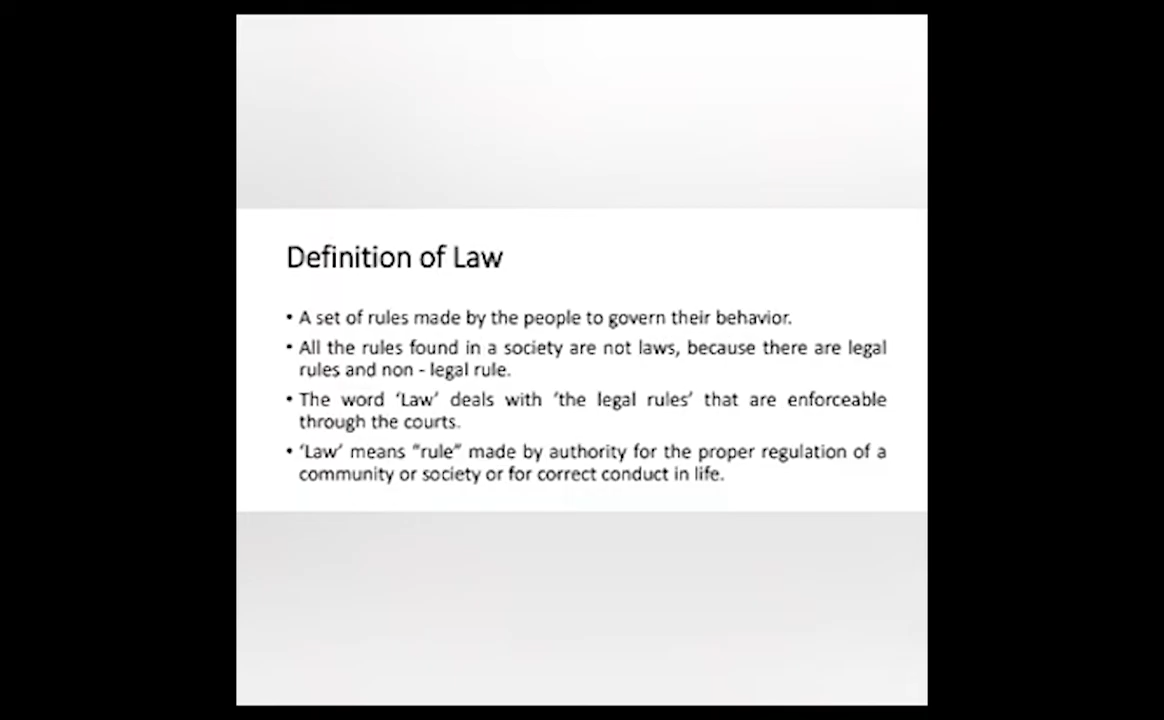 Definition of Law
• A set of rules made by the people to govern their behavior.
• All the rules found in a society are not laws, because there are legal
rules and non - legal rule.
• The word ‘Law’ deals with ‘the legal rules’ that are enforceable
through the courts.
• ‘Law’ means “rule” made by authority for the proper regulation of a
community or society or for correct conduct in life.